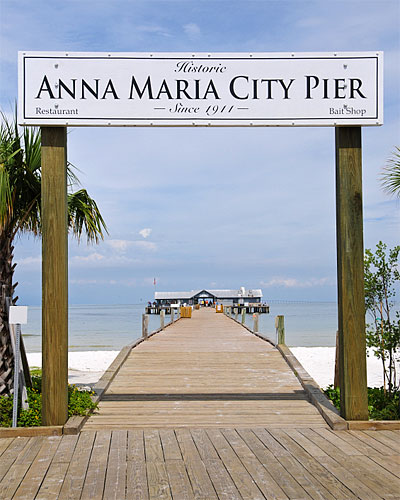 Historic
ANNA MARIA CITY PIER
Restaurant — Since 1911 — Bait Shop